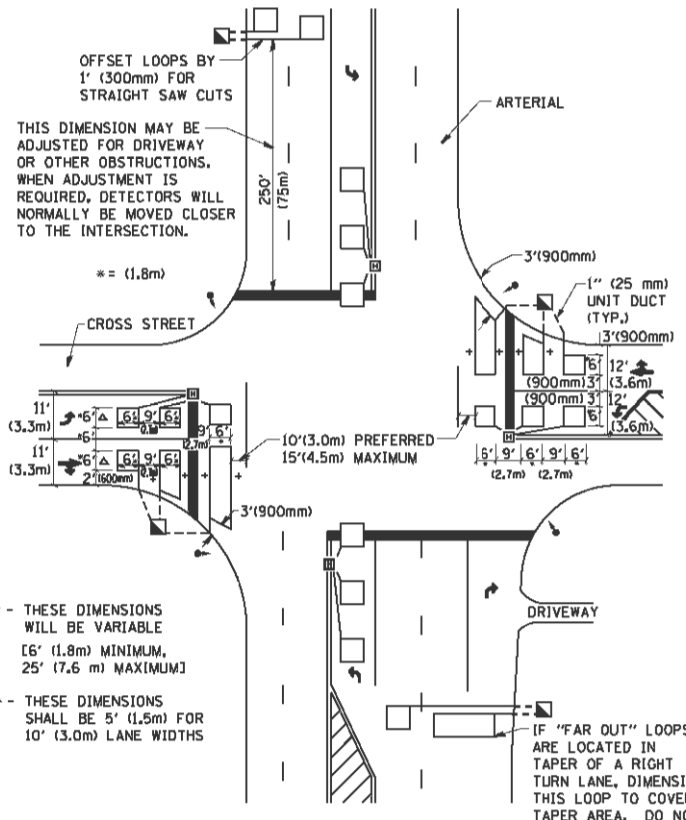 OFFSET LOOPS BY
1' (300mm) FOR
STRAIGHT SAW CUTS
THIS DIMENSION MAY BE
ADJUSTED FOR DRIVEWAY
OR OTHER OBSTRUCTIONS.
WHEN ADJUSTMENT IS
REQUIRED, DETECTORS WILL
NORMALLY BE MOVED CLOSER
TO THE INTERSECTION.
* = (1.8m)
250'
(75m)
ARTERIAL
CROSS STREET
3'(900mm)
1" (25 mm)
UNIT DUCT
(TYP.)
3'(900mm)
H
*6' 12'
(900mm) 3' (3.6m)
(900mm) 3' 12'
*6'
(3.6m)
H
6' 9' 6' 9' 6'
* * *
(2.7m) (2.7m)
H
11'
(3.3m)
*6'
6' 9' 6'
*6'
9' 6'
(2.7m) *
11'
(3.3m)
*6'
6' 9' 6'
2' (600mm)
10'(3.0m) PREFERRED
15'(4.5m) MAXIMUM
3'(900mm)
H
- THESE DIMENSIONS
WILL BE VARIABLE
[6' (1.8m) MINIMUM,
25' (7.6 m) MAXIMUM]
- THESE DIMENSIONS
SHALL BE 5' (1.5m) FOR
10' (3.0m) LANE WIDTHS
DRIVEWAY
IF "FAR OUT" LOOPS
ARE LOCATED IN
TAPER OF A RIGHT
TURN LANE, DIMENSI
THIS LOOP TO COVER
TAPER AREA. DO NO